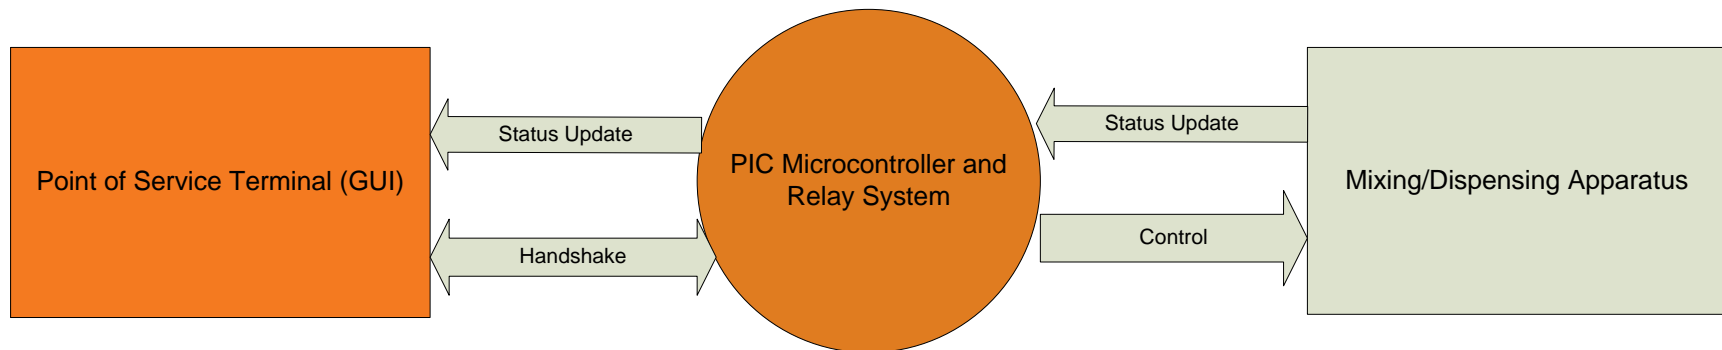 Point of Service Terminal (GUI)
Status Update
Handshake
PIC Microcontroller and
Relay System
Status Update
Control
Mixing/Dispensing Apparatus